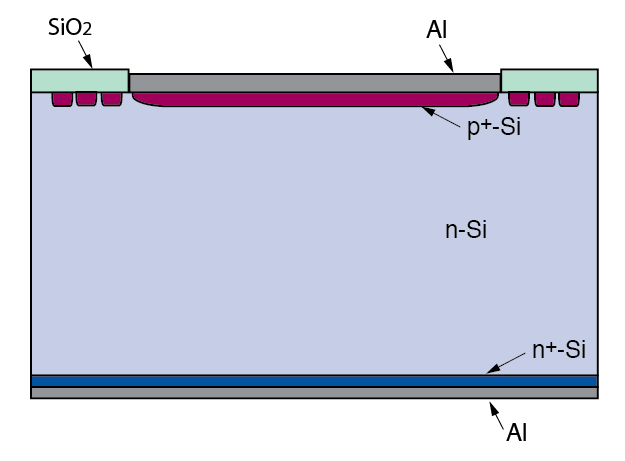 SiO2
Al
p+-Si
n-Si
n+-Si
Al